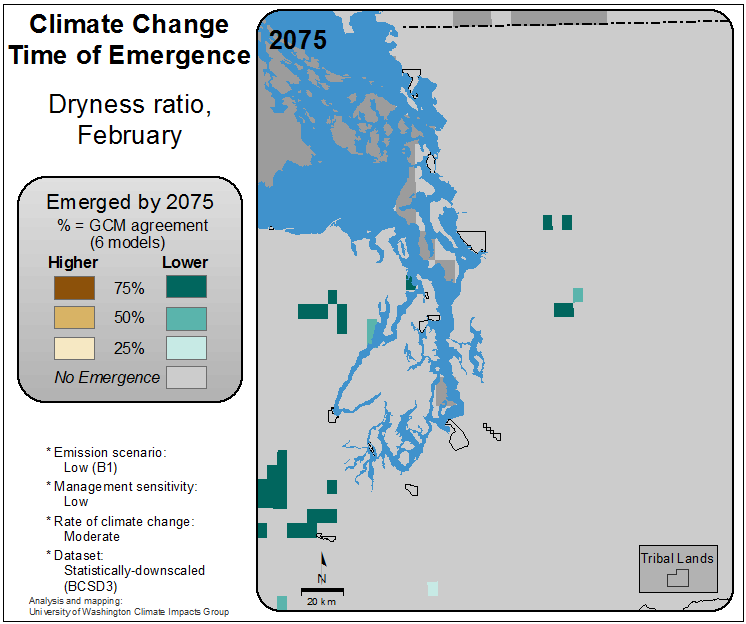 Climate Change
Time of Emergence
Dryness ratio,
February
Emerged by 2075
% = GCM agreement
(6 models)
Higher Lower
75%
50%
25%
No Emergence
* Emission scenario:
Low (B1)
* Management sensitivity:
Low
* Rate of climate change:
Moderate
* Dataset:
Statistically-downscaled
(BCSD3)
Analysis and mapping:
University of Washington Climate Impacts Group
2075
Tribal Lands
N
20 km